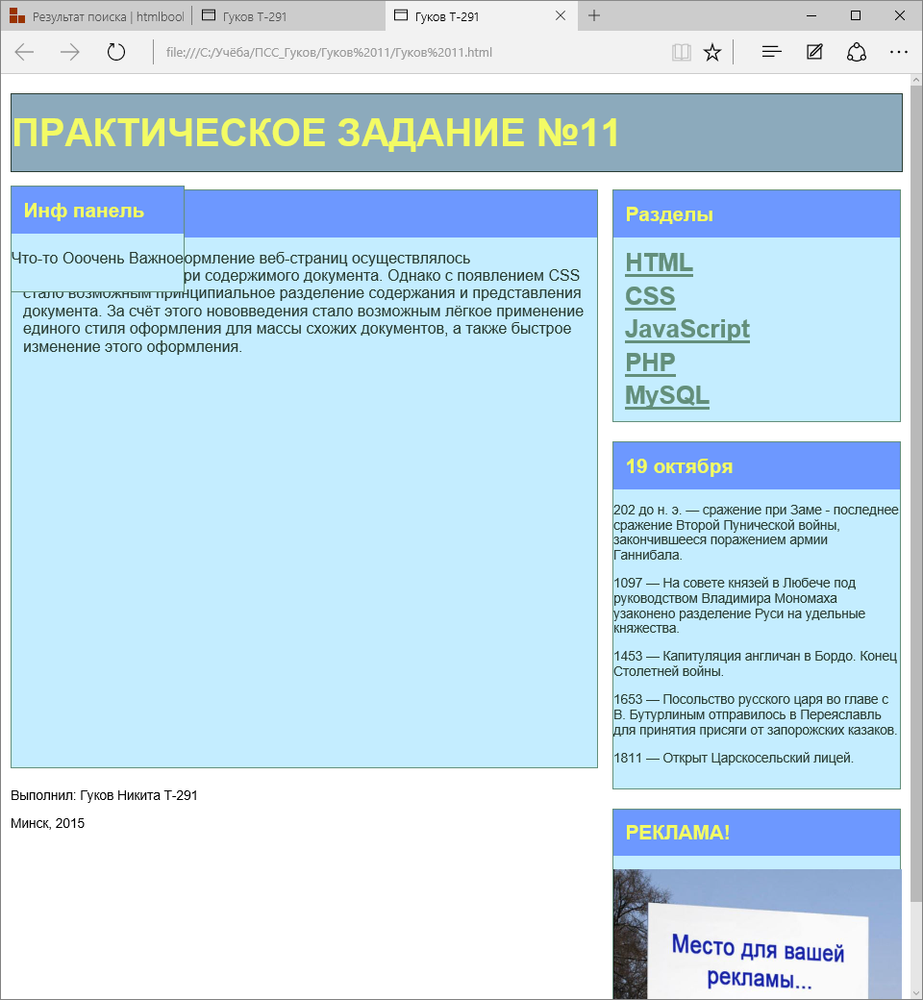 Результат поиска | htmlbool
Гуков Т-291
Гуков Т-291
file:///C:/Учёба/ПСС_Гуков/Гуков%2011/Гуков%2011.html
ПРАКТИЧЕСКОЕ ЗАДАНИЕ №11
Инф панель
Что-то Ооочень Важноеормление веб-страниц осуществлялось
ри содержимого документа. Однако с появлением CSS
стало возможным принципиальное разделение содержания и представления
документа. За счёт этого нововведения стало возможным лёгкое применение
единого стиля оформления для массы схожих документов, а также быстрое
изменение этого оформления.
Выполнил: Гуков Никита Т-291
Минск, 2015
Разделы
HTML
CSS
JavaScript
PHP
MySQL
19 октября
202 до н. э. — сражение при Заме - последнее
сражение Второй Пунической войны,
закончившееся поражением армии
Ганнибала.
1097 — На совете князей в Любече под
руководством Владимира Мономаха
узаконено разделение Руси на удельные
княжества.
1453 — Капитуляция англичан в Бордо. Конец
Столетней войны.
1653 — Посольство русского царя во главе с
В. Бутурлиным отправилось в Переяславль
для принятия присяги от запорожских казаков.
1811 — Открыт Царскосельский лицей.
РЕКЛАМА!
Место для вашей
рекламы...